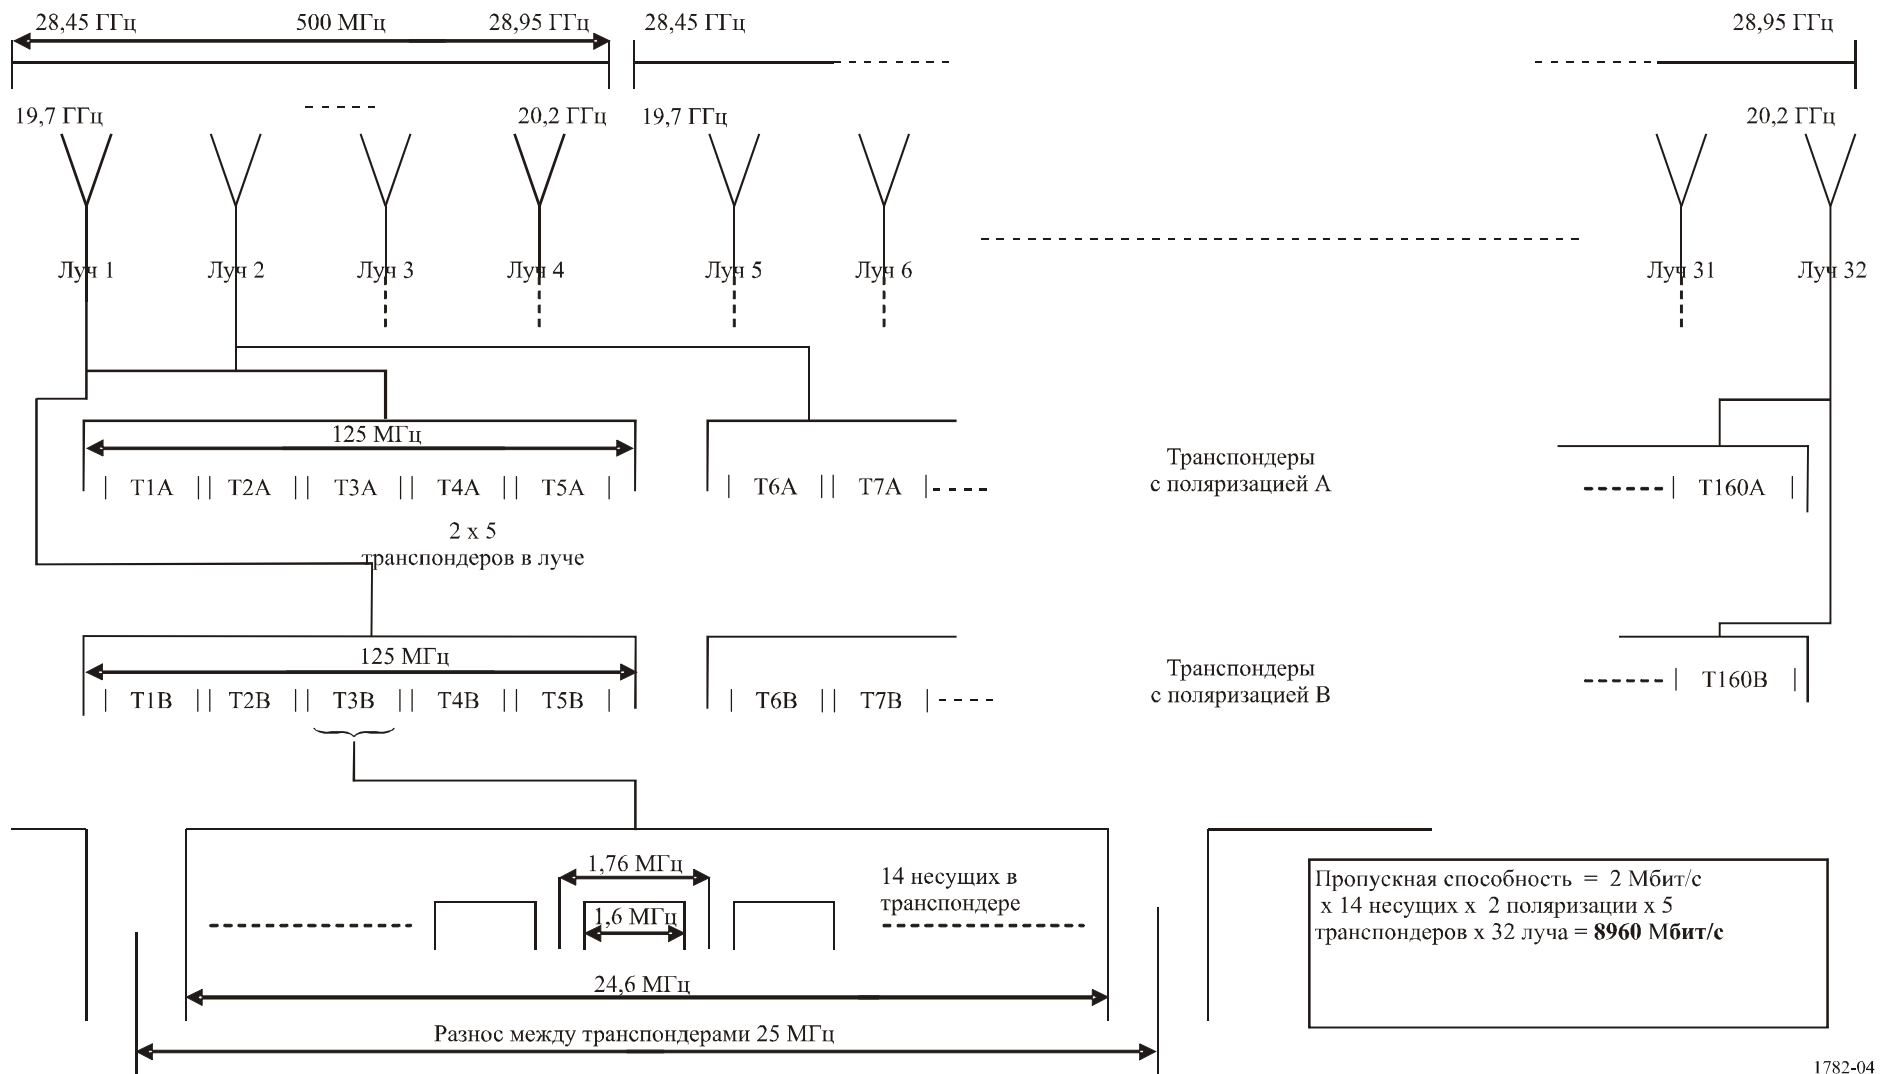 28,45 ГГц 500 МГц 28,95 ГГц 28,45 ГГц 28,95 ГГц
19,7 ГГц 20,2 ГГц 19,7 ГГц 20,2 ГГц
Луч 1 Луч 2 Луч 3 Луч 4 Луч 5 Луч 6 Луч 31 Луч 32
125 МГц
T1A T2A T3A T4A T5A T6A T7A T160A
Транспондеры
с поляризацией А
2 x 5
транспондеров в луче
125 МГц
T1B T2B T3B T4B T5B T6B T7B T160B
Транспондеры
с поляризацией В
1,76 МГц
1,6 МГц
14 несущих в
транспондере
24,6 МГц
Разнос между транспондерами 25 МГц
Пропускная способность = 2 Мбит/с
x 14 несущих x 2 поляризации x 5
транспондеров x 32 луча = 8960 Мбит/с
1782-04